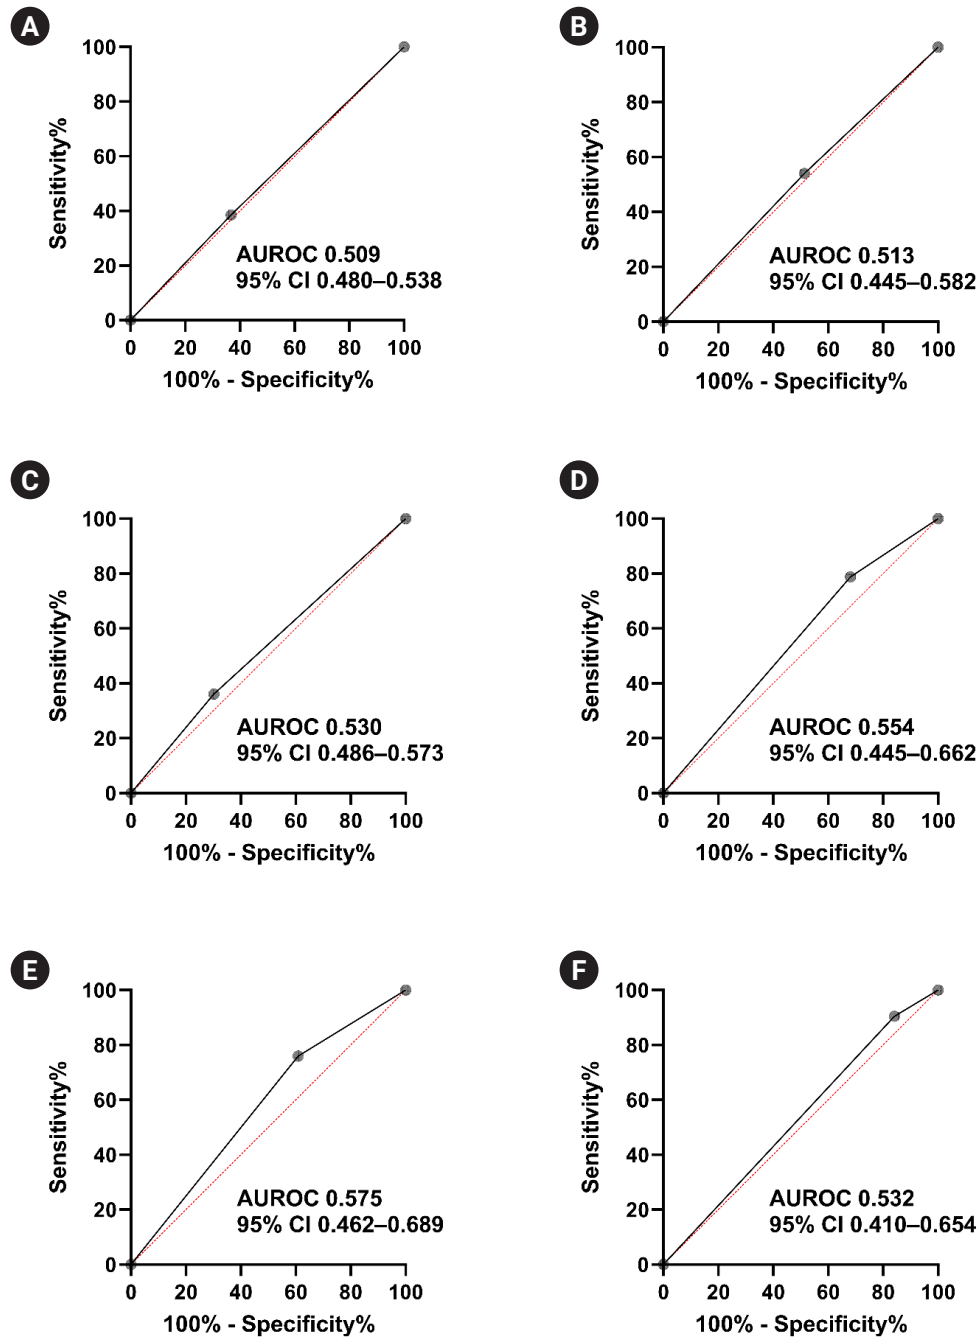 A
100
80
60
40
20
0
Sensitivity%
AUROC 0.509
95% CI 0.480–0.538
0 20 40 60 80 100
100% - Specificity%
B
100
80
60
40
20
0
Sensitivity%
AUROC 0.513
95% CI 0.445–0.582
0 20 40 60 80 100
100% - Specificity%
C
100
80
60
40
20
0
Sensitivity%
AUROC 0.530
95% CI 0.486–0.573
0 20 40 60 80 100
100% - Specificity%
D
100
80
60
40
20
0
Sensitivity%
AUROC 0.554
95% CI 0.445–0.662
0 20 40 60 80 100
100% - Specificity%
E
100
80
60
40
20
0
Sensitivity%
AUROC 0.575
95% CI 0.462–0.689
0 20 40 60 80 100
100% - Specificity%
F
100
80
60
40
20
0
Sensitivity%
AUROC 0.532
95% CI 0.410–0.654
0 20 40 60 80 100
100% - Specificity%